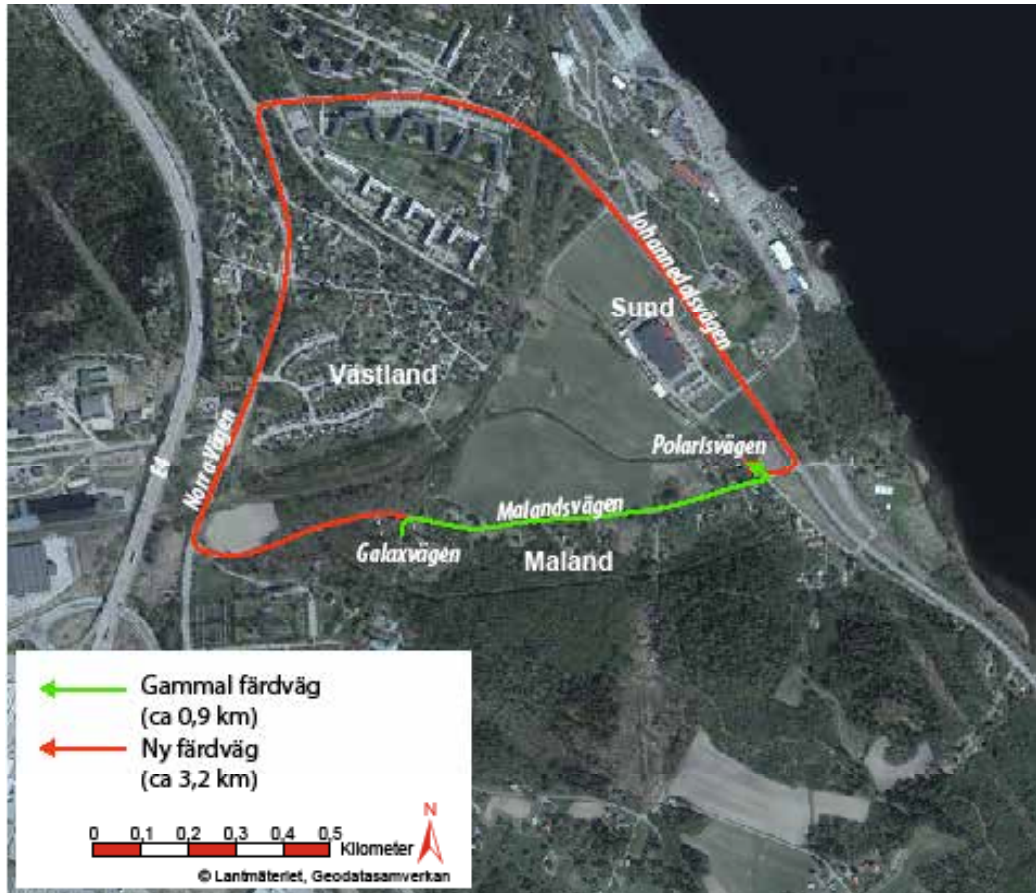 Johannedalsvägen
Sund
Västland
Polarisvägen
Norra Vägen
E4
Malandsvägen
Galaxvägen
Maland
Gammal färdväg
(ca 0,9 km)
Ny färdväg
(ca 3,2 km)
N
0 0,1 0,2 0,3 0,4 0,5
Kilometer
© Lantmäteriet, Geodatasamverkan